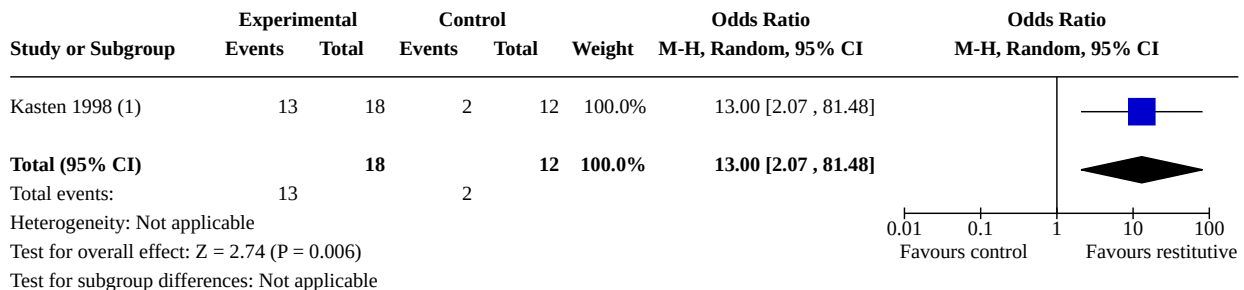 Experimental Control Odds Ratio Odds Ratio
Study or Subgroup Events Total Events Total Weight M-H, Random, 95% CI M-H, Random, 95% CI
Kasten 1998 (1) 13 18 2 12 100.0% 13.00 [2.07 , 81.48]
Total (95% CI) 18 12 100.0% 13.00 [2.07 , 81.48]
Total events: 13 2
Heterogeneity: Not applicable
0.01 0.1 1 10 100
Test for overall effect: Z = 2.74 (P = 0.006) Favours control Favours restitutive
Test for subgroup differences: Not applicable